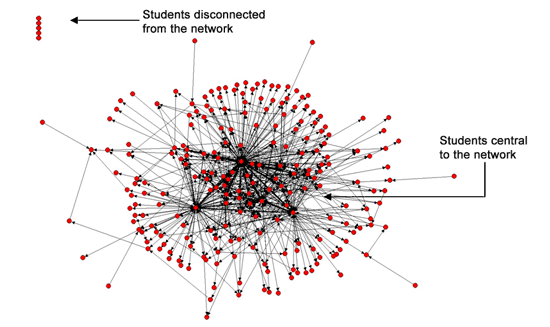 Students disconnected
from the network
Students central
to the network